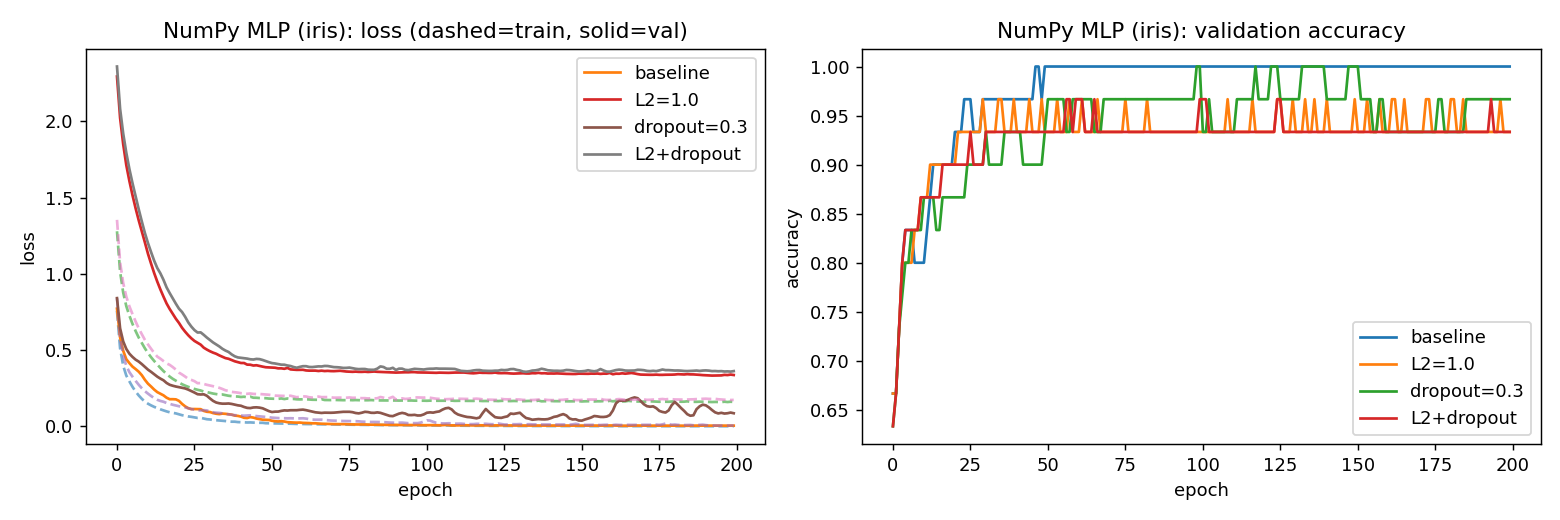 NumPy MLP (iris): loss (dashed=train, solid=val)
2.0
1.5
1.0
0.5
0.0
loss
baseline
L2=1.0
dropout=0.3
L2+dropout
0 25 50 75 100 125 150 175 200
epoch
NumPy MLP (iris): validation accuracy
1.00
0.95
0.90
0.85
0.80
0.75
0.70
0.65
accuracy
baseline
L2=1.0
dropout=0.3
L2+dropout
0 25 50 75 100 125 150 175 200
epoch